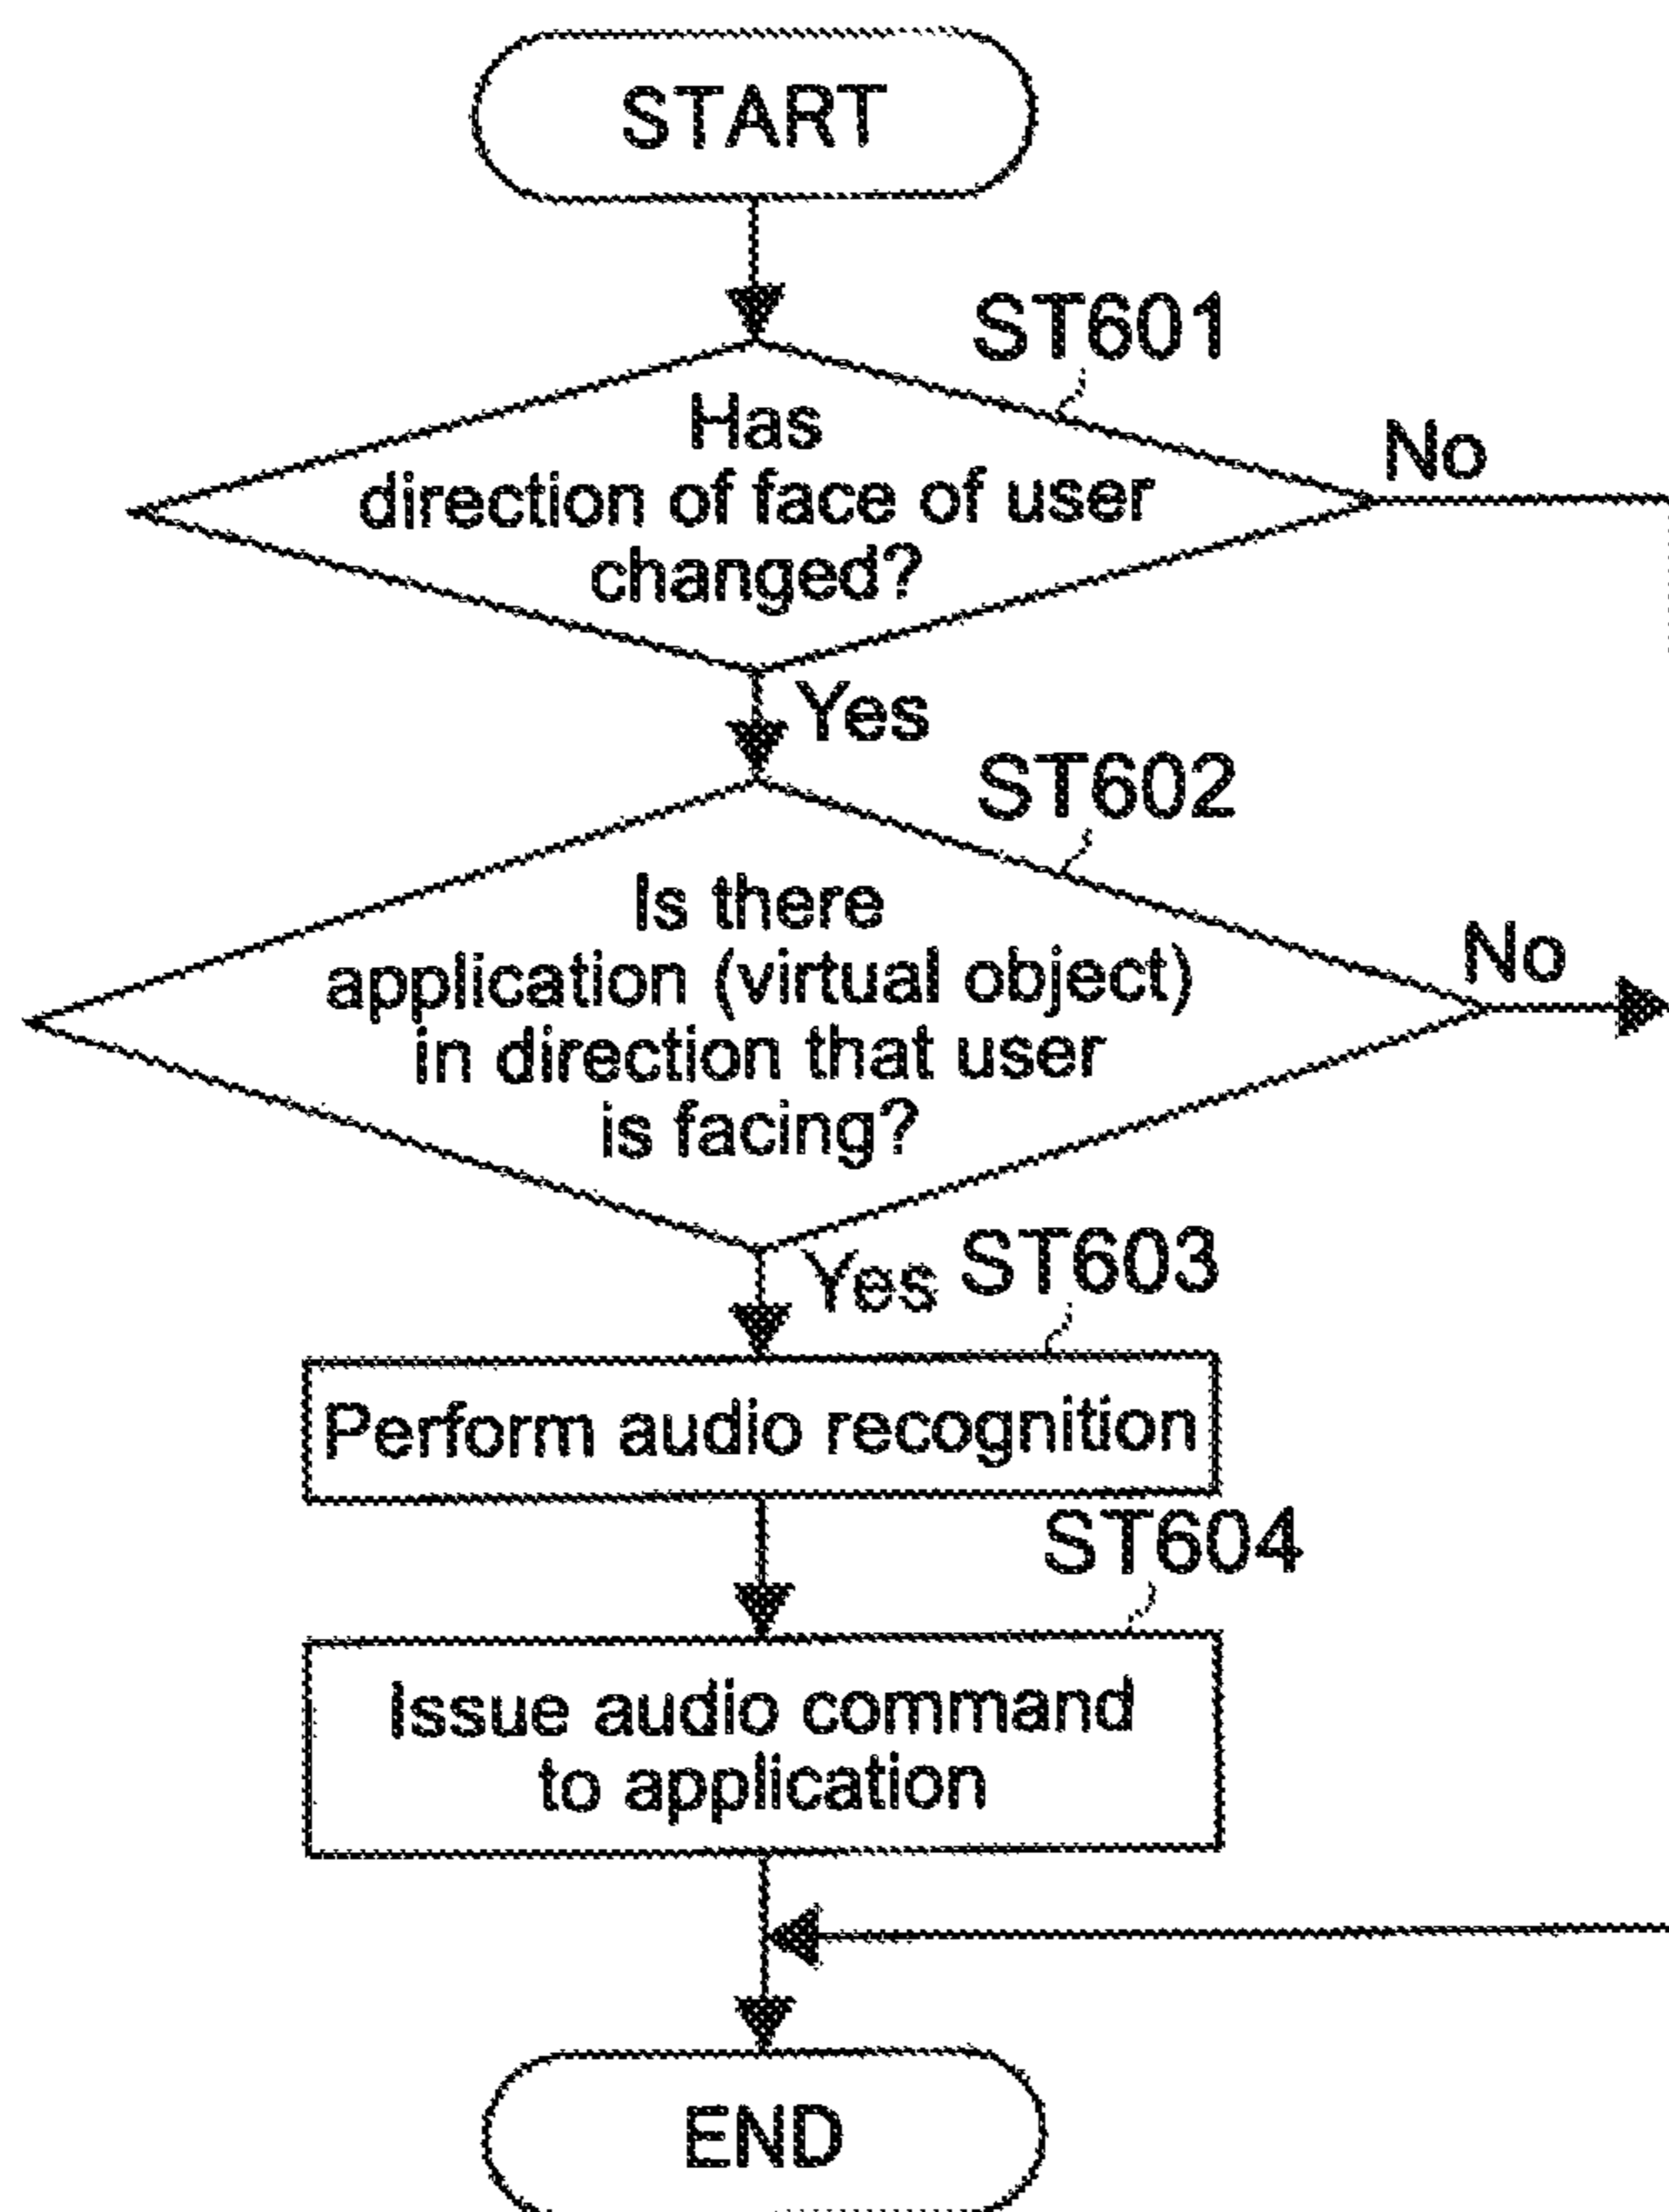 START
ST601
Has
direction of face of user
changed?
No
Yes
ST602
Is there
application (virtual object)
in direction that user
is facing?
No
Yes
ST603
Perform audio recognition
ST604
Issue audio command
to application
END